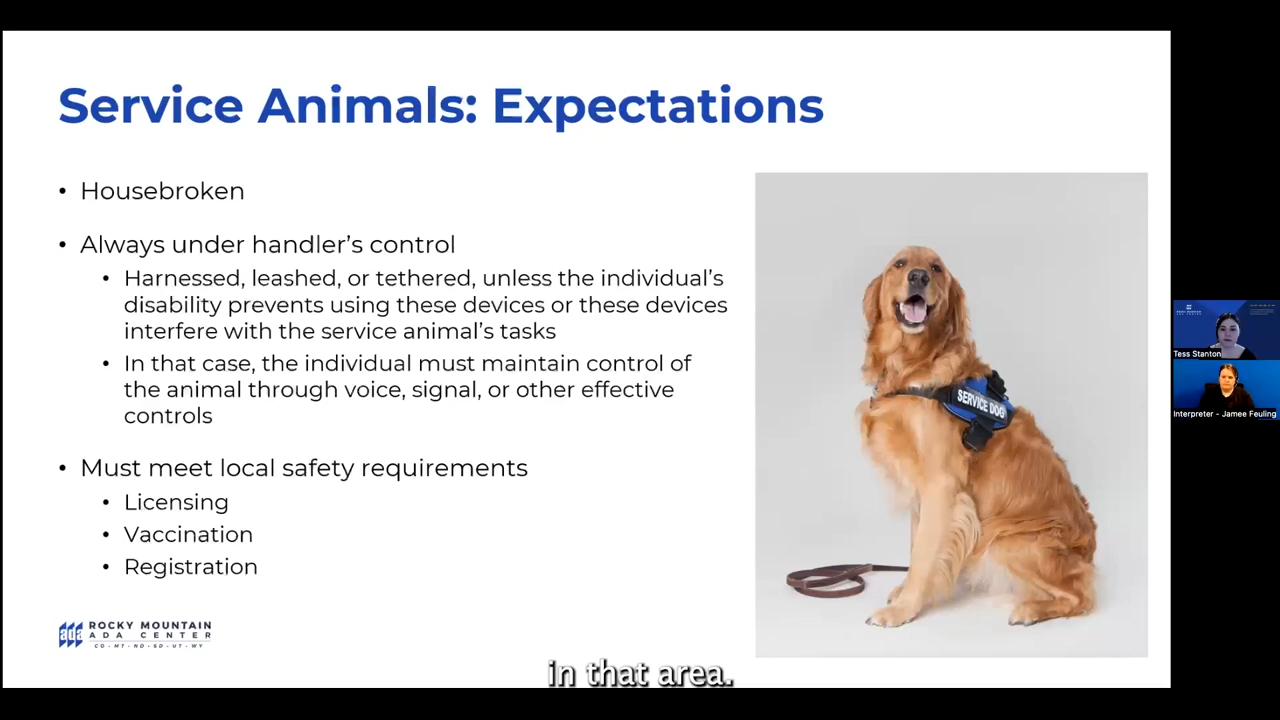 Service Animals: Expectations
• Housebroken
• Always under handler’s control
• Harnessed, leashed, or tethered, unless the individual’s
disability prevents using these devices or these devices
interfere with the service animal’s tasks
• In that case, the individual must maintain control of
the animal through voice, signal, or other effective
controls
• Must meet local safety requirements
• Licensing
• Vaccination
• Registration
SERVICE DOG
ada
ROCKY MOUNTAIN
ADA CENTER
CO • MT • ND • SD • UT • WY
in that area.
Tess Stanton
Interpreter - Jamee Feuling